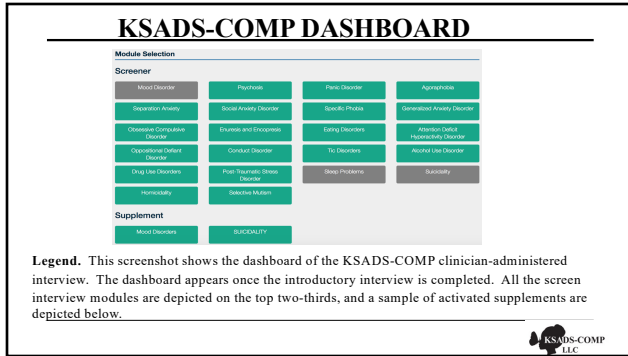 KSADS-COMP DASHBOARD
Module Selection
Screener
Mood Disorder
Psychosis
Panic Disorder
Agoraphobia
Separation Anxiety
Social Anxiety Disorder
Specific Phobia
Generalized Anxiety Disorder
Obsessive Compulsive
Disorder
Enuresis and Encopresis
Eating Disorders
Attention Deficit
Hyperactivity Disorder
Oppositional Defiant
Disorder
Conduct Disorder
Tic Disorders
Alcohol Use Disorder
Drug Use Disorders
Post-Traumatic Stress
Disorder
Sleep Problems
Suicidality
Homicidality
Selective Mutism
Supplement
Mood Disorders
SUICIDALITY
Legend. This screenshot shows the dashboard of the KSADS-COMP clinician-administered
interview. The dashboard appears once the introductory interview is completed. All the screen
interview modules are depicted on the top two-thirds, and a sample of activated supplements are
depicted below.
KSADS-COMP
LLC